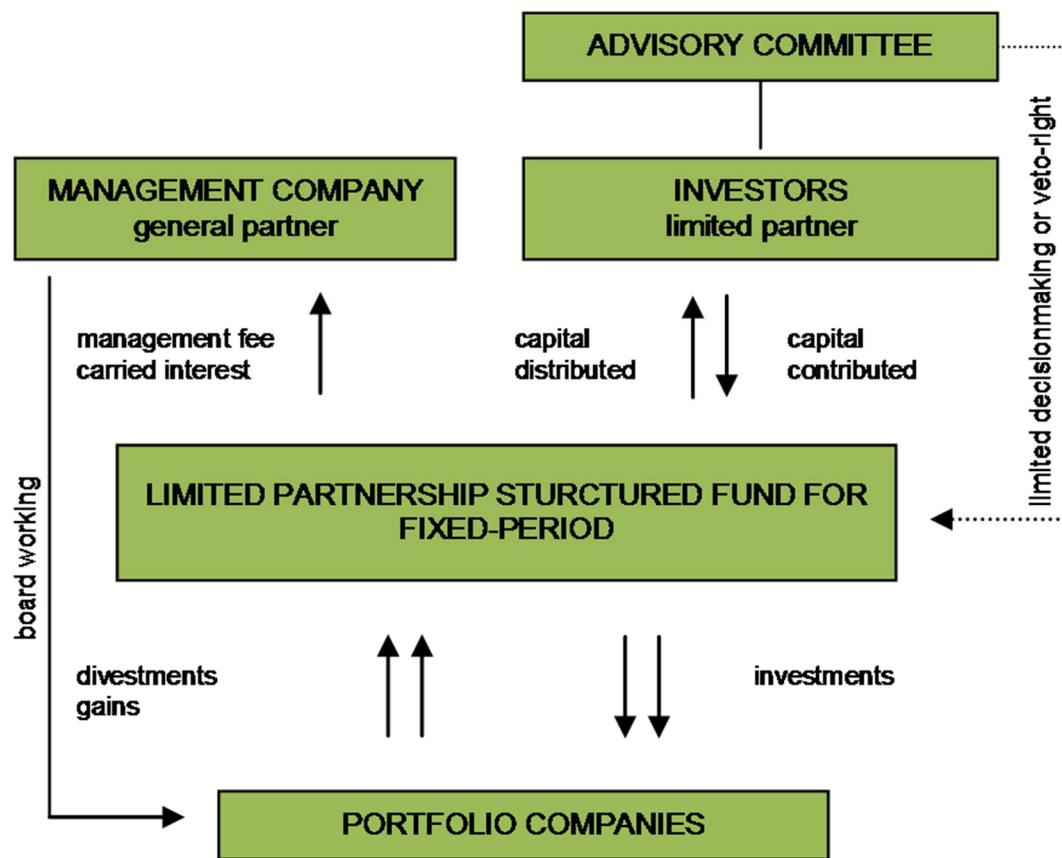 ADVISORY COMMITTEE
MANAGEMENT COMPANY
general partner
INVESTORS
limited partner
limited decisionmaking or veto-right
management fee
carried interest
capital
distributed
capital
contributed
LIMITED PARTNERSHIP STURCTURED FUND FOR
FIXED-PERIOD
board working
divestments
gains
investments
PORTFOLIO COMPANIES